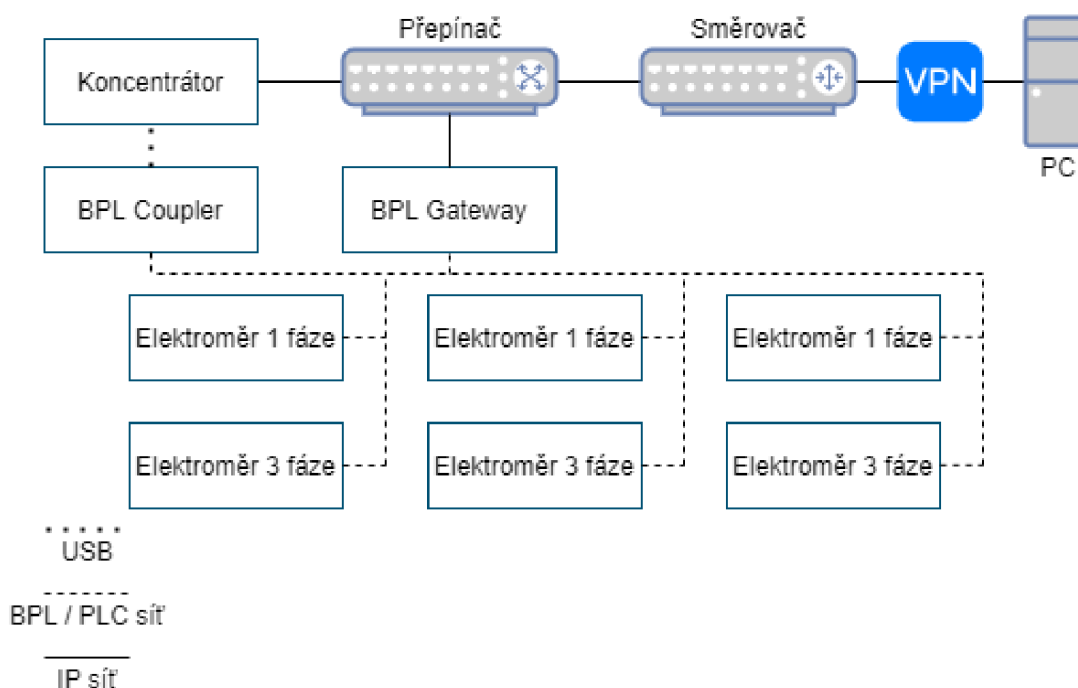 Přepínač
Směrovač
Koncentrátor
VPN
PC
BPL Coupler
BPL Gateway
Elektroměr 1 fáze
Elektroměr 1 fáze
Elektroměr 1 fáze
Elektroměr 3 fáze
Elektroměr 3 fáze
Elektroměr 3 fáze
USB
BPL / PLC síť
IP síť